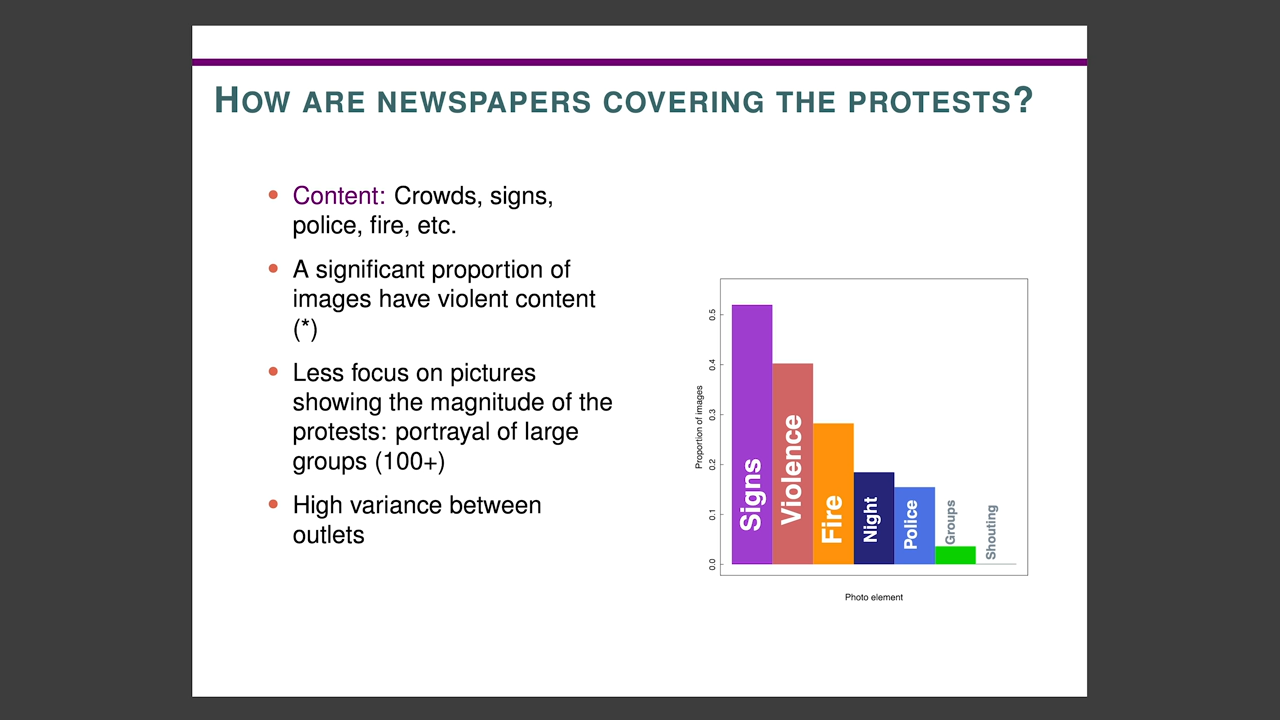 HOW ARE NEWSPAPERS COVERING THE PROTESTS?
• Content: Crowds, signs,
police, fire, etc.
• A significant proportion of
images have violent content
(*)
• Less focus on pictures
showing the magnitude of the
protests: portrayal of large
groups (100+)
• High variance between
outlets
Proportion of images
0.5
0.4
0.3
0.2
0.1
0.0
Signs
Violence
Fire
Night
Police
Groups
Shouting
Photo element